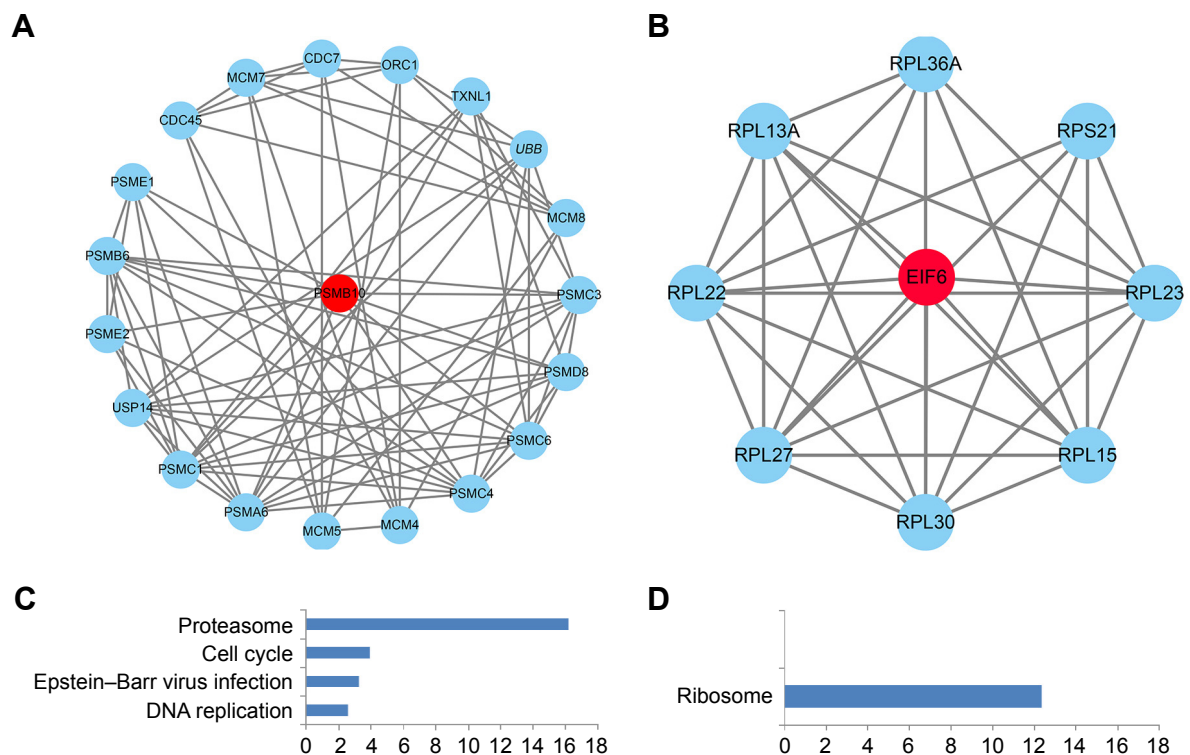 A
CDC7
ORC1
MCM7
TXNL1
CDC45
UBB
PSME1
MCM8
PSMB6
PSMB10
PSMC3
PSME2
PSMD8
USP14
PSMC6
PSMC1
PSMC4
PSMA6
MCM5
MCM4
B
RPL36A
RPL13A
RPS21
EIF6
RPL22
RPL23
RPL27
RPL15
RPL30
C
Proteasome
Cell cycle
Epstein–Barr virus infection
DNA replication
0 2 4 6 8 10 12 14 16 18
D
Ribosome
0 2 4 6 8 10 12 14 16 18